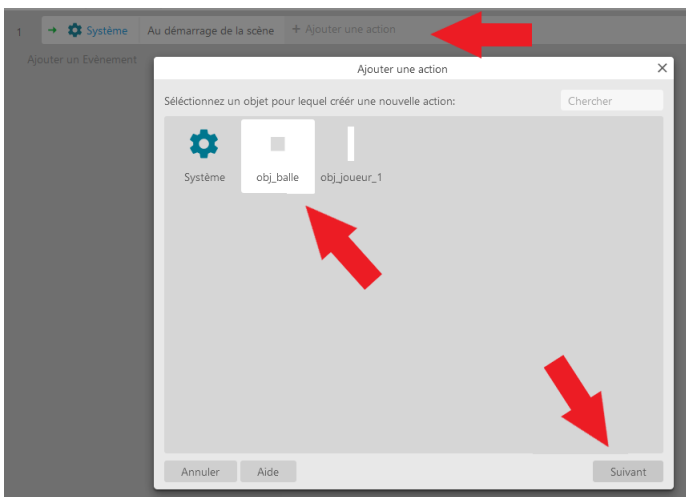 1 Système Au démarrage de la scène + Ajouter une action
Ajouter un Evénement
Ajouter une action
Séléctionnez un objet pour lequel créér une nouvelle action: Chercher
Système obj_balle obj_joueur_1
Annuler Aide Suivant